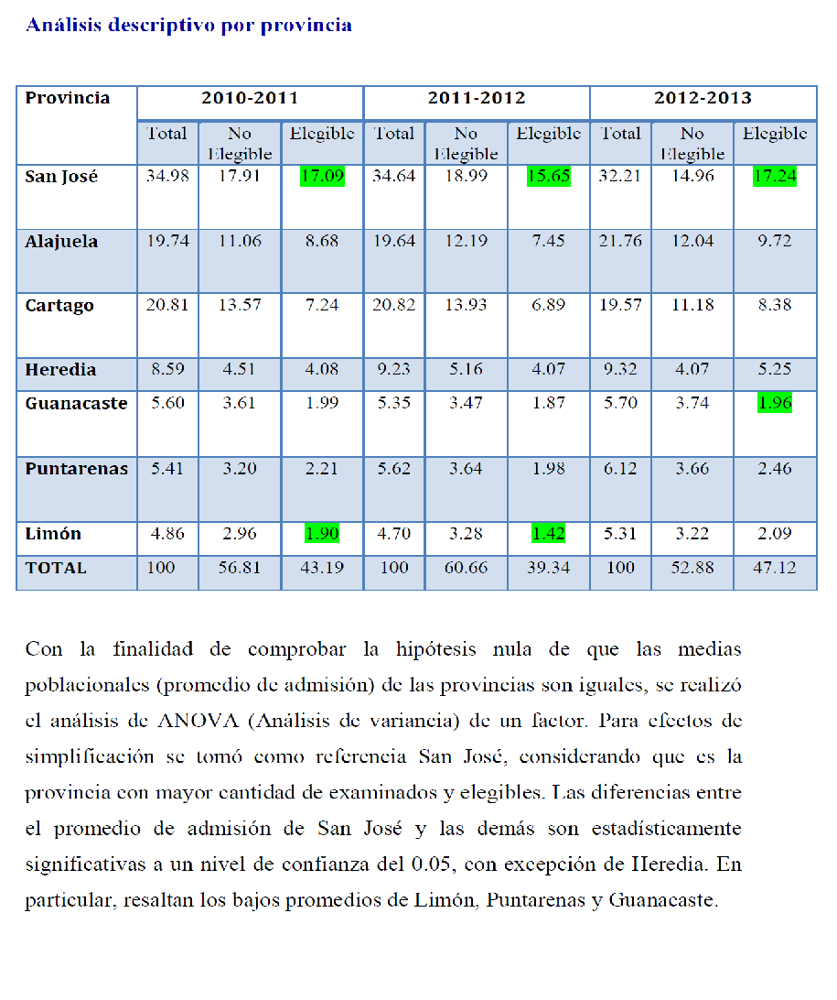 Análisis descriptivo por provincia
Provincia 2010-2011 2011-2012 2012-2013
Total No Elegible Elegible Total No Elegible Elegible Total No Elegible Elegible
San José 34.98 17.91 17.09 34.64 18.99 15.65 32.21 14.96 17.24
Alajuela 19.74 11.06 8.68 19.64 12.19 7.45 21.76 12.04 9.72
Cartago 20.81 13.57 7.24 20.82 13.93 6.89 19.57 11.18 8.38
Heredia 8.59 4.51 4.08 9.23 5.16 4.07 9.32 4.07 5.25
Guanacaste 5.60 3.61 1.99 5.35 3.47 1.87 5.70 3.74 1.96
Puntarenas 5.41 3.20 2.21 5.62 3.64 1.98 6.12 3.66 2.46
Limón 4.86 2.96 1.90 4.70 3.28 1.42 5.31 3.22 2.09
TOTAL 100 56.81 43.19 100 60.66 39.34 100 52.88 47.12
Con la finalidad de comprobar la hipótesis nula de que las medias
poblacionales (promedio de admisión) de las provincias son iguales, se realizó
el análisis de ANOVA (Análisis de variancia) de un factor. Para efectos de
simplificación se tomó como referencia San José, considerando que es la
provincia con mayor cantidad de examinados y elegibles. Las diferencias entre
el promedio de admisión de San José y las demás son estadísticamente
significativas a un nivel de confianza del 0.05, con excepción de Heredia. En
particular, resaltan los bajos promedios de Limón, Puntarenas y Guanacaste.